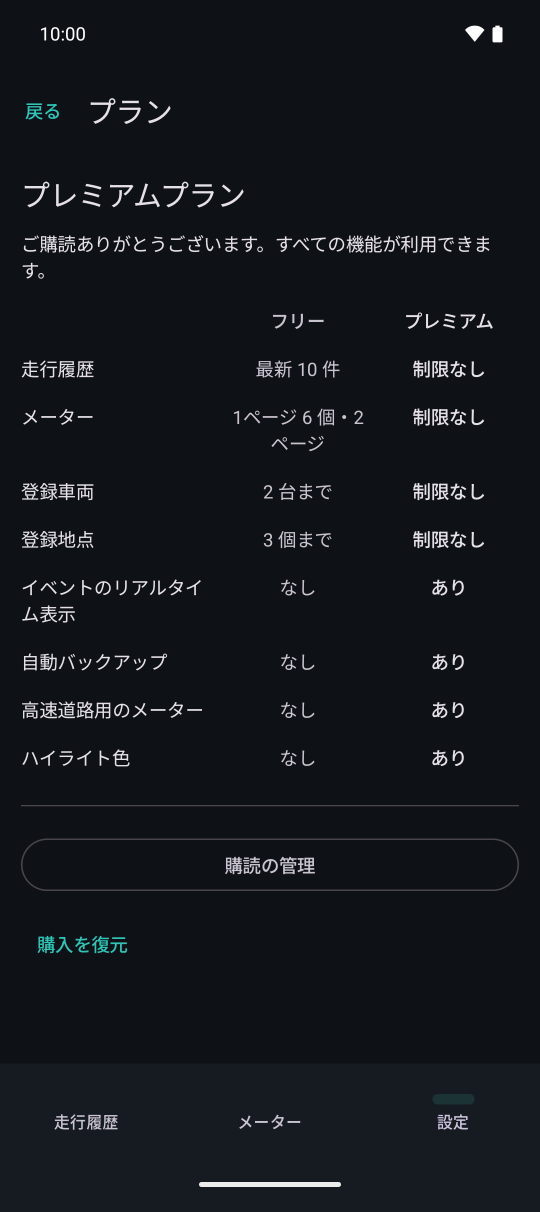 10:00
戻る プラン
プレミアムプラン
ご購読ありがとうございます。すべての機能が利用できま
す。
フリー プレミアム
走行履歴 最新 10 件 制限なし
メーター 1ページ 6 個・2
ページ 制限なし
登録車両 2 台まで 制限なし
登録地点 3 個まで 制限なし
イベントのリアルタイ
ム表示 なし あり
自動バックアップ なし あり
高速道路用のメーター なし あり
ハイライト色 なし あり
購読の管理
購入を復元
走行履歴 メーター 設定